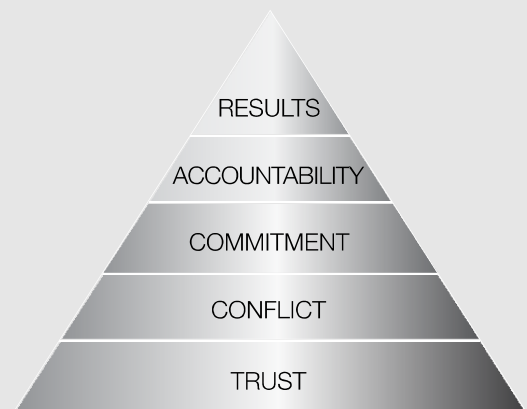 RESULTS
ACCOUNTABILITY
COMMITMENT
CONFLICT
TRUST